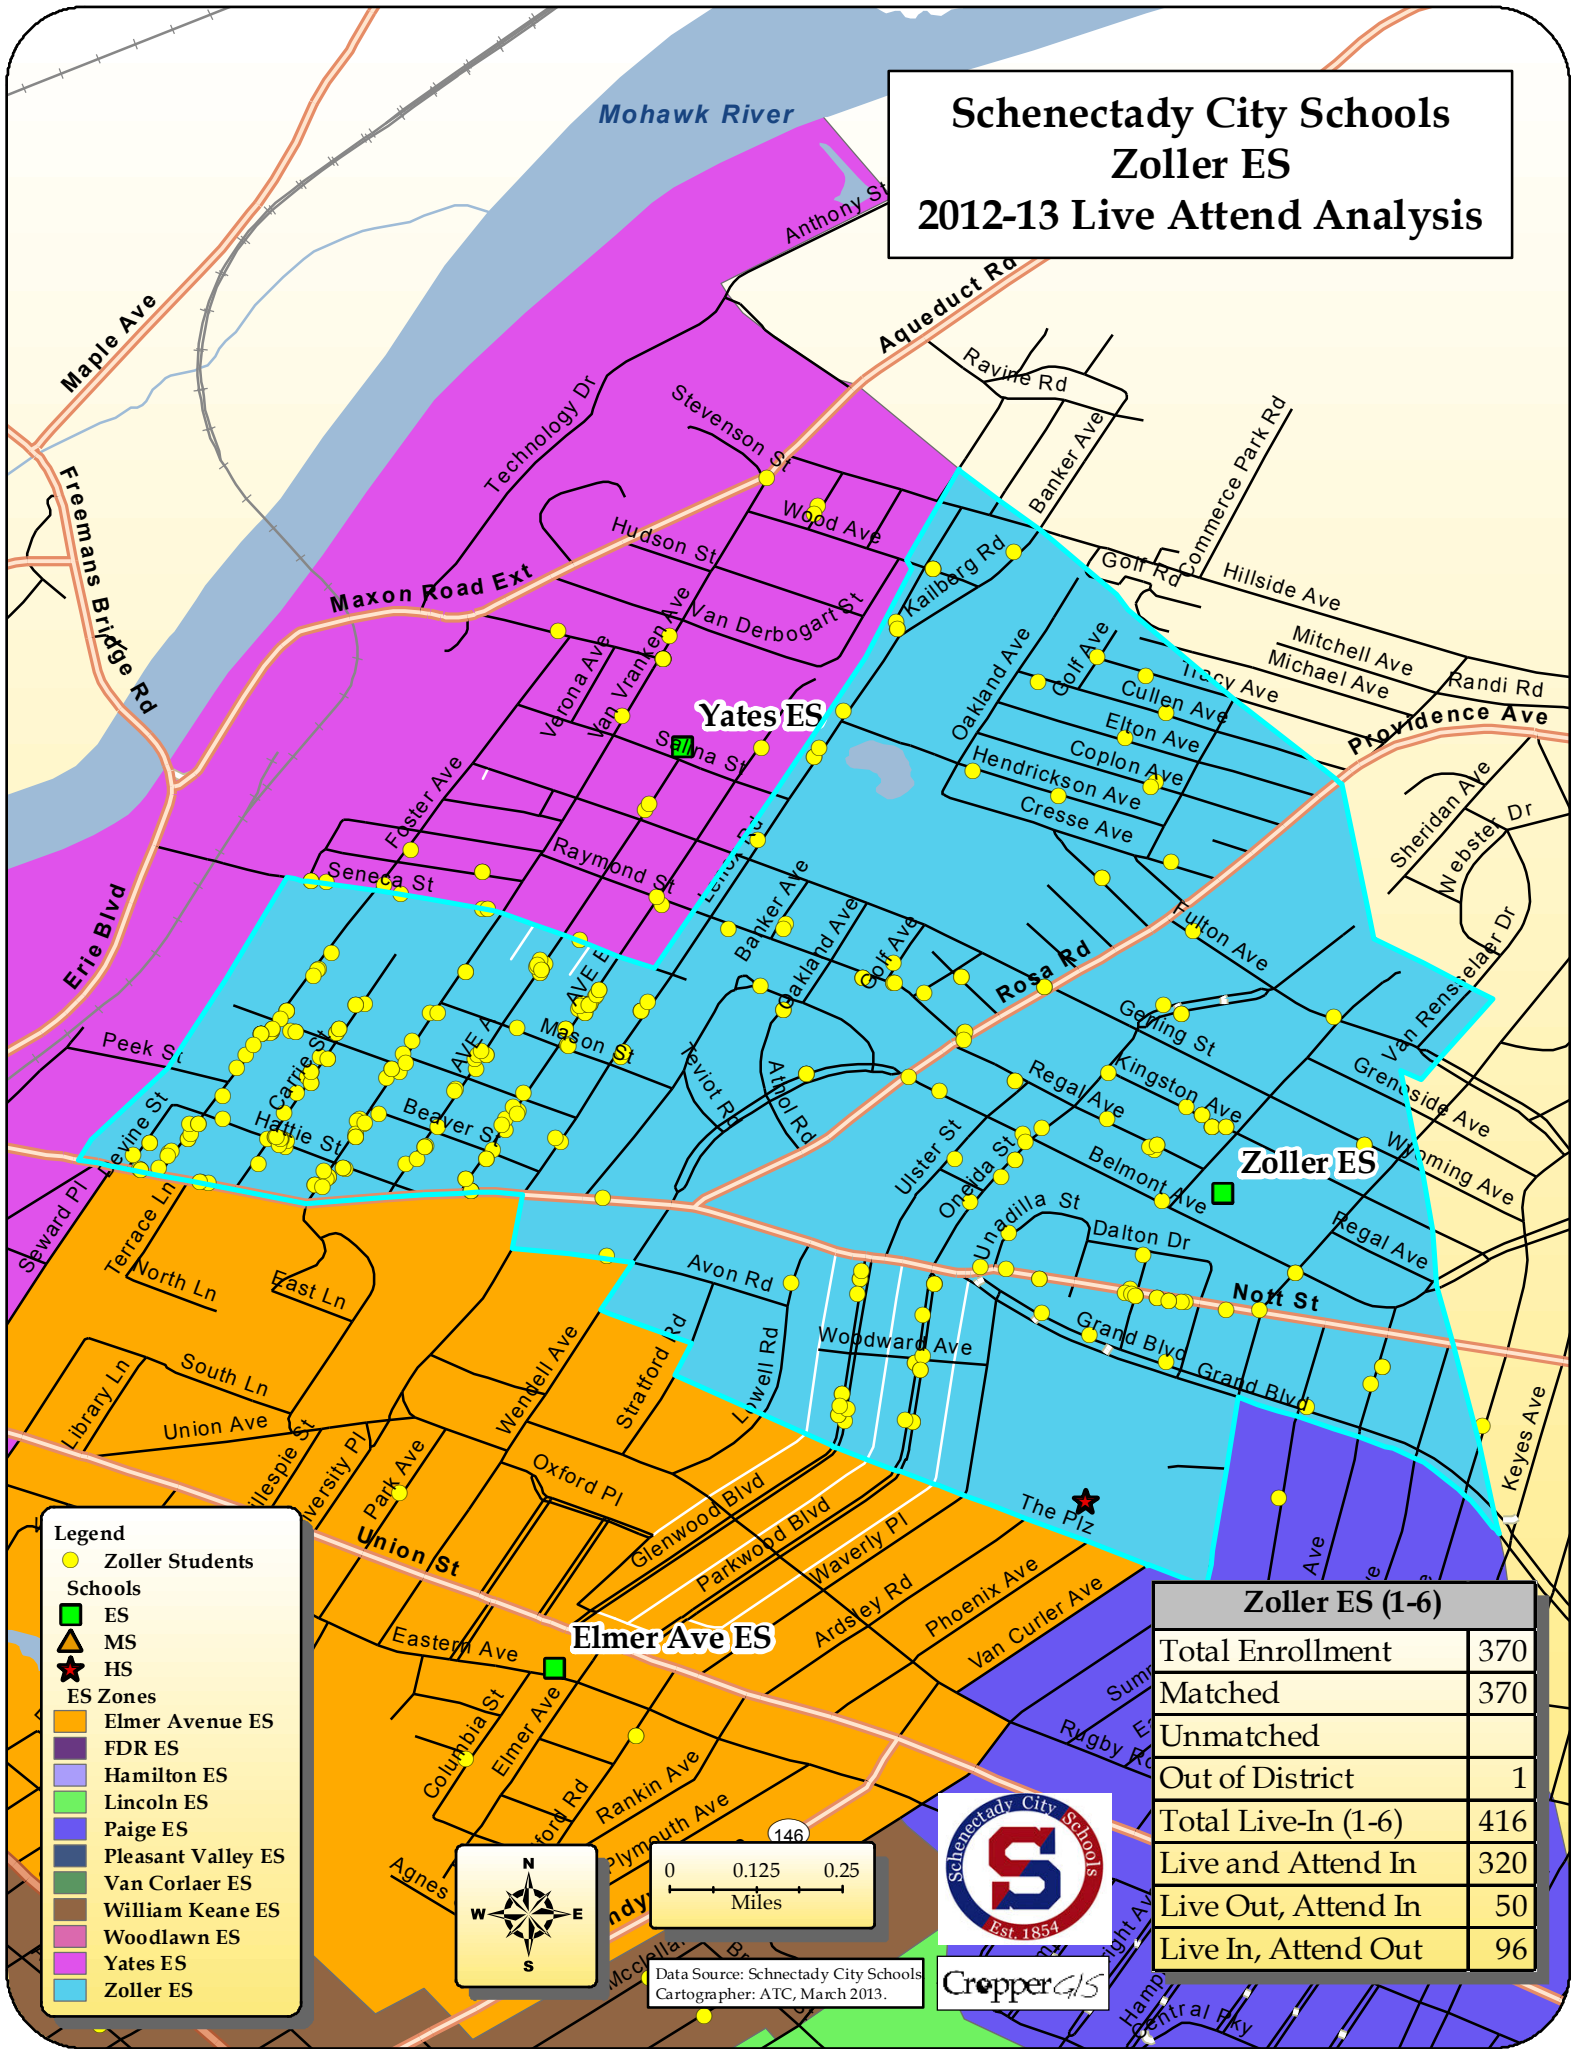 Schenectady City Schools
Zoller ES
2012-13 Live Attend Analysis
Mohawk River
Anthony St
Aqueduct Rd
Maple Ave
Ravine Rd
Technology Dr
Stevenson St
Banker Ave
Commerce Park Rd
Freemans Bridge Rd
Wood Ave
Hudson St
Kailberg Rd
Golf Rd
Hillside Ave
Maxon Road Ext
Van Derbogart St
Mitchell Ave
Michael Ave
Randi Rd
Verona Ave
Van Vranken Ave
Oakland Ave
Golf Ave
Tracy Ave
Cullen Ave
Providence Ave
Yates ES
Salina St
Elton Ave
Coplon Ave
Hendrickson Ave
Cresse Ave
Foster Ave
Sheridan Ave
Webster Dr
Raymond St
Seneca St
Lenox Rd
Banker Ave
Oakland Ave
Golf Ave
Fulton Ave
Erie Blvd
Rosa Rd
Van Rensselaer Dr
AVE B
AVE A
Gerling St
Mason St
Peek St
Carrie St
Teviot Rd
Athol Rd
Regal Ave
Kingston Ave
Grenoside Ave
Wyoming Ave
Hattie St
Beaver St
Devine St
Ulster St
Oneida St
Belmont Ave
Zoller ES
Seward Pl
Terrace Ln
Unadilla St
Dalton Dr
Regal Ave
North Ln
East Ln
Avon Rd
Nott St
Woodward Ave
Grand Blvd
Grand Blvd
Library Ln
South Ln
Union Ave
Wendell Ave
Stratford Rd
Lowell Rd
Keyes Ave
Park Ave
Oxford Pl
The Plz
Union St
Glenwood Blvd
Parkwood Blvd
Waverly Pl
Ardsley Rd
Phoenix Ave
Van Curler Ave
Ave
Eastern Ave
Elmer Ave ES
Columbia St
Elmer Ave
Rugby Rd
Rankin Ave
Plymouth Ave
Agnes
146
Central Pky
Legend
Zoller Students
Schools
ES
MS
HS
ES Zones
Elmer Avenue ES
FDR ES
Hamilton ES
Lincoln ES
Paige ES
Pleasant Valley ES
Van Corlaer ES
William Keane ES
Woodlawn ES
Yates ES
Zoller ES
N
W E
S
0 0.125 0.25
Miles
Data Source: Schnectady City Schools
Cartographer: ATC, March 2013.
Schenectady City Schools
S
Est. 1854
CropperGIS
Zoller ES (1-6)
Total Enrollment 370
Matched 370
Unmatched
Out of District 1
Total Live-In (1-6) 416
Live and Attend In 320
Live Out, Attend In 50
Live In, Attend Out 96